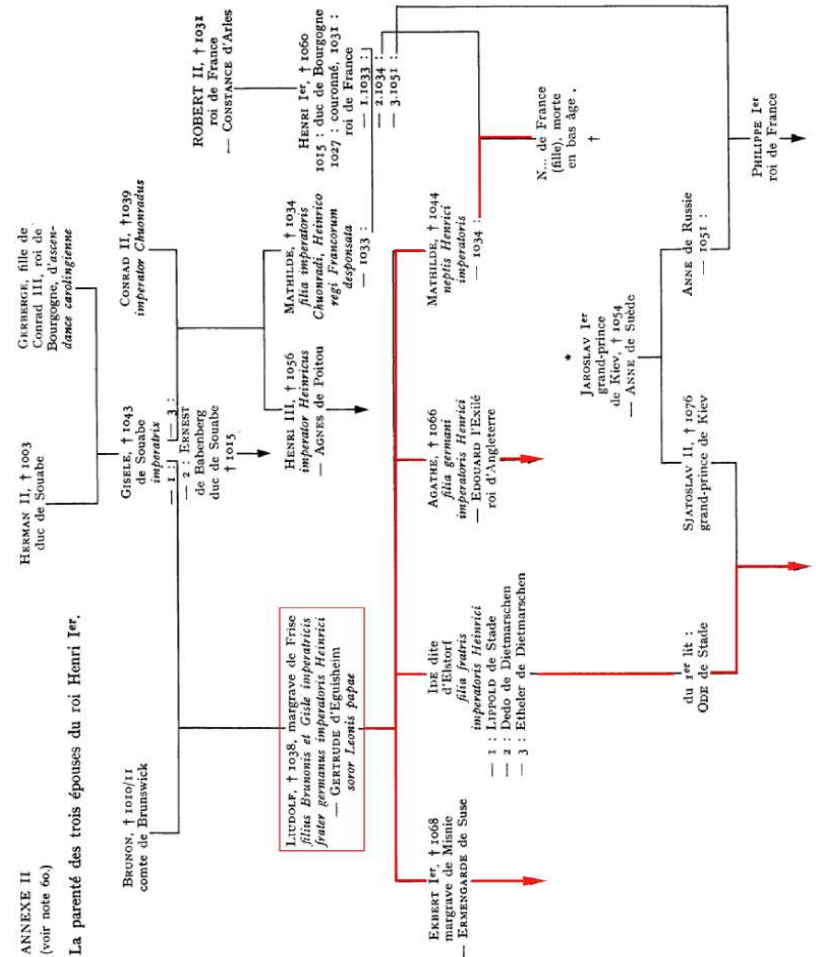 ANNEXE II
(voir note 60.)
La parenté des trois épouses du roi Henri Ier.
HERMAN II, † 1003
duc de Souabe
GERBERGE, fille de
Conrad III, roi de
Bourgogne, d'ascen-
dance carolingienne
BRUNON, † 1010/11
comte de Brunswick
GISELE, † 1043
de Souabe
imperatrix
— 1 :
— 3 :
— 2 : ERNEST
de Babenberg
duc de Souabe
† 1015
CONRAD II, † 1039
imperator Chuonradus
ROBERT II, † 1031
roi de France
— CONSTANCE d'Arles
LIUDOLF, † 1038, margrave de Frise
filius Brunonis et Gisle imperatricis
frater germanus imperatoris Heinrici
— GERTRUDE d'Eguisheim
soror Leonis papae
HENRI III, † 1056
imperator Heinricus
— AGNES de Poitou
MATHILDE, † 1034
filia imperatoris
Chuonradi, Heinrico
regi Francorum
desponsata
— 1033 :
HENRI Ier, † 1060
1015 : duc de Bourgogne
1027 : couronné, 1031 :
roi de France
— 1.1033 :
— 2.1034 :
— 3.1051 :
EKBERT Ier, † 1068
margrave de Misnie
— ERMENGARDE de Suse
IDE dite
d'Elstorf
filia fratris
imperatoris Heinrici
— 1 : LIPPOLD de Stade
— 2 : Dedo de Dietmarschen
— 3 : Etheler de Dietmarschen
AGATHE, † 1066
filia germani
imperatoris Henrici
— EDOUARD l'Exilé
roi d'Angleterre
MATHILDE, † 1044
neptis Henrici
imperatoris
— 1034 :
N... de France
(fille), morte
en bas âge.
†
*
JAROSLAV Ier
grand-prince
de Kiev, † 1054
— ANNE de Suède
du 1er lit :
ODE de Stade
SJATOSLAV II, † 1076
grand-prince de Kiev
ANNE de Russie
— 1051 :
PHILIPPE Ier
roi de France